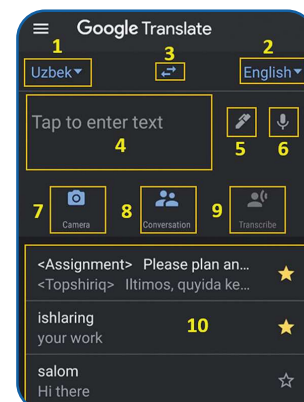 Google Translate
1
3
2
Uzbek
English
Tap to enter text
4
5
6
7
Camera
8
Conversation
9
Transcribe
<Assignment> Please plan an...
<Topshiriq> Iltimos, quyida ke...
ishlaring
your work
10
salom
Hi there